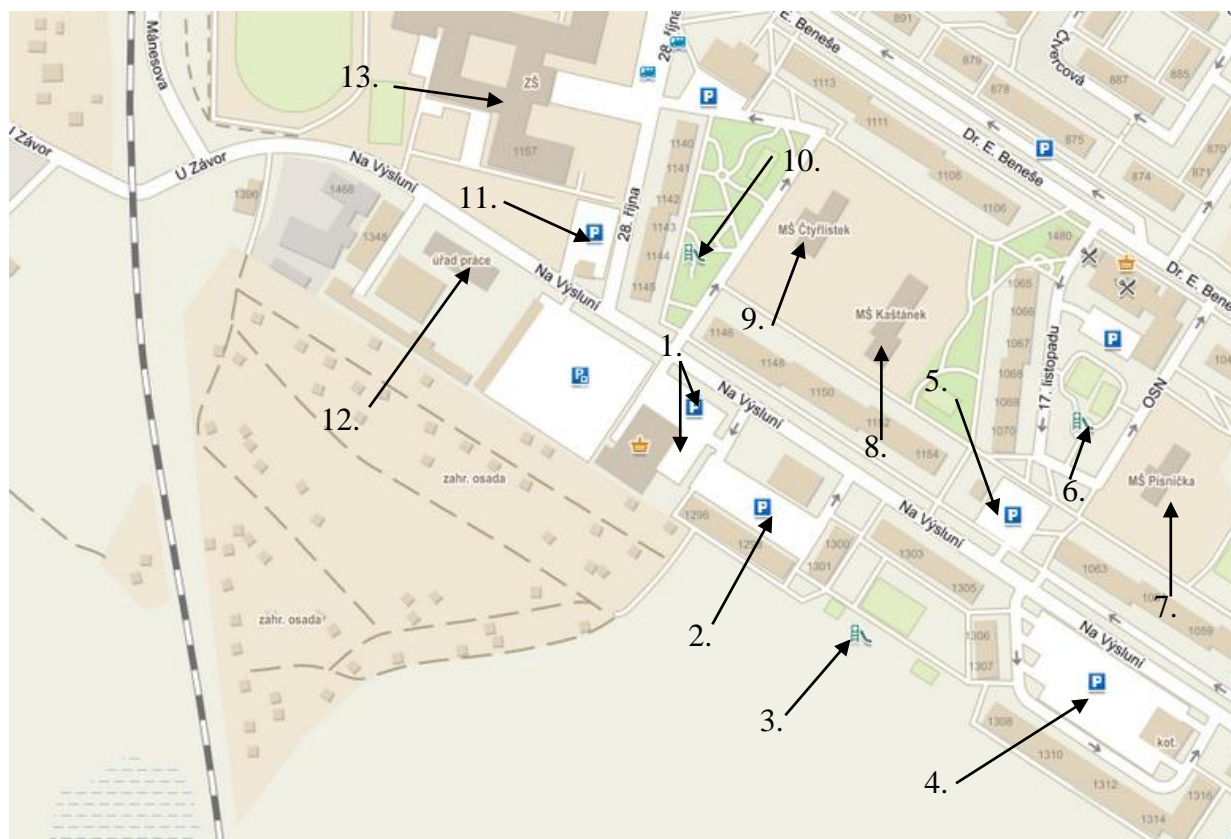 28. října
E. Beneše
891
Čtvercová
Mánesova
879
887
885
13.
ZŠ
1113
878
1111
Dr. E. Beneše
875
U Závor
1157
1140
870
Na Výsluní
1141
10.
1108
874
871
U Závor
1468
1396
11.
1142
28. října
1106
1348
1143
MŠ Čtyřlístek
1480
úřad práce
1144
Dr. E. Beneše
Na Výsluní
1145
1065
9.
MŠ Kaštánek
1066
1.
1146
1067
1148
17. listopadu
5.
1068
OSN
1150
1069
12.
Na Výsluní
1152
1070
8.
1154
zahr. osada
6.
MŠ Písnička
1296
Na Výsluní
1300
1303
1301
1063
1305
7.
zahr. osada
2.
1306
1059
1307
Na Výsluní
3.
1308
kot.
1310
4.
1312
1316
1314